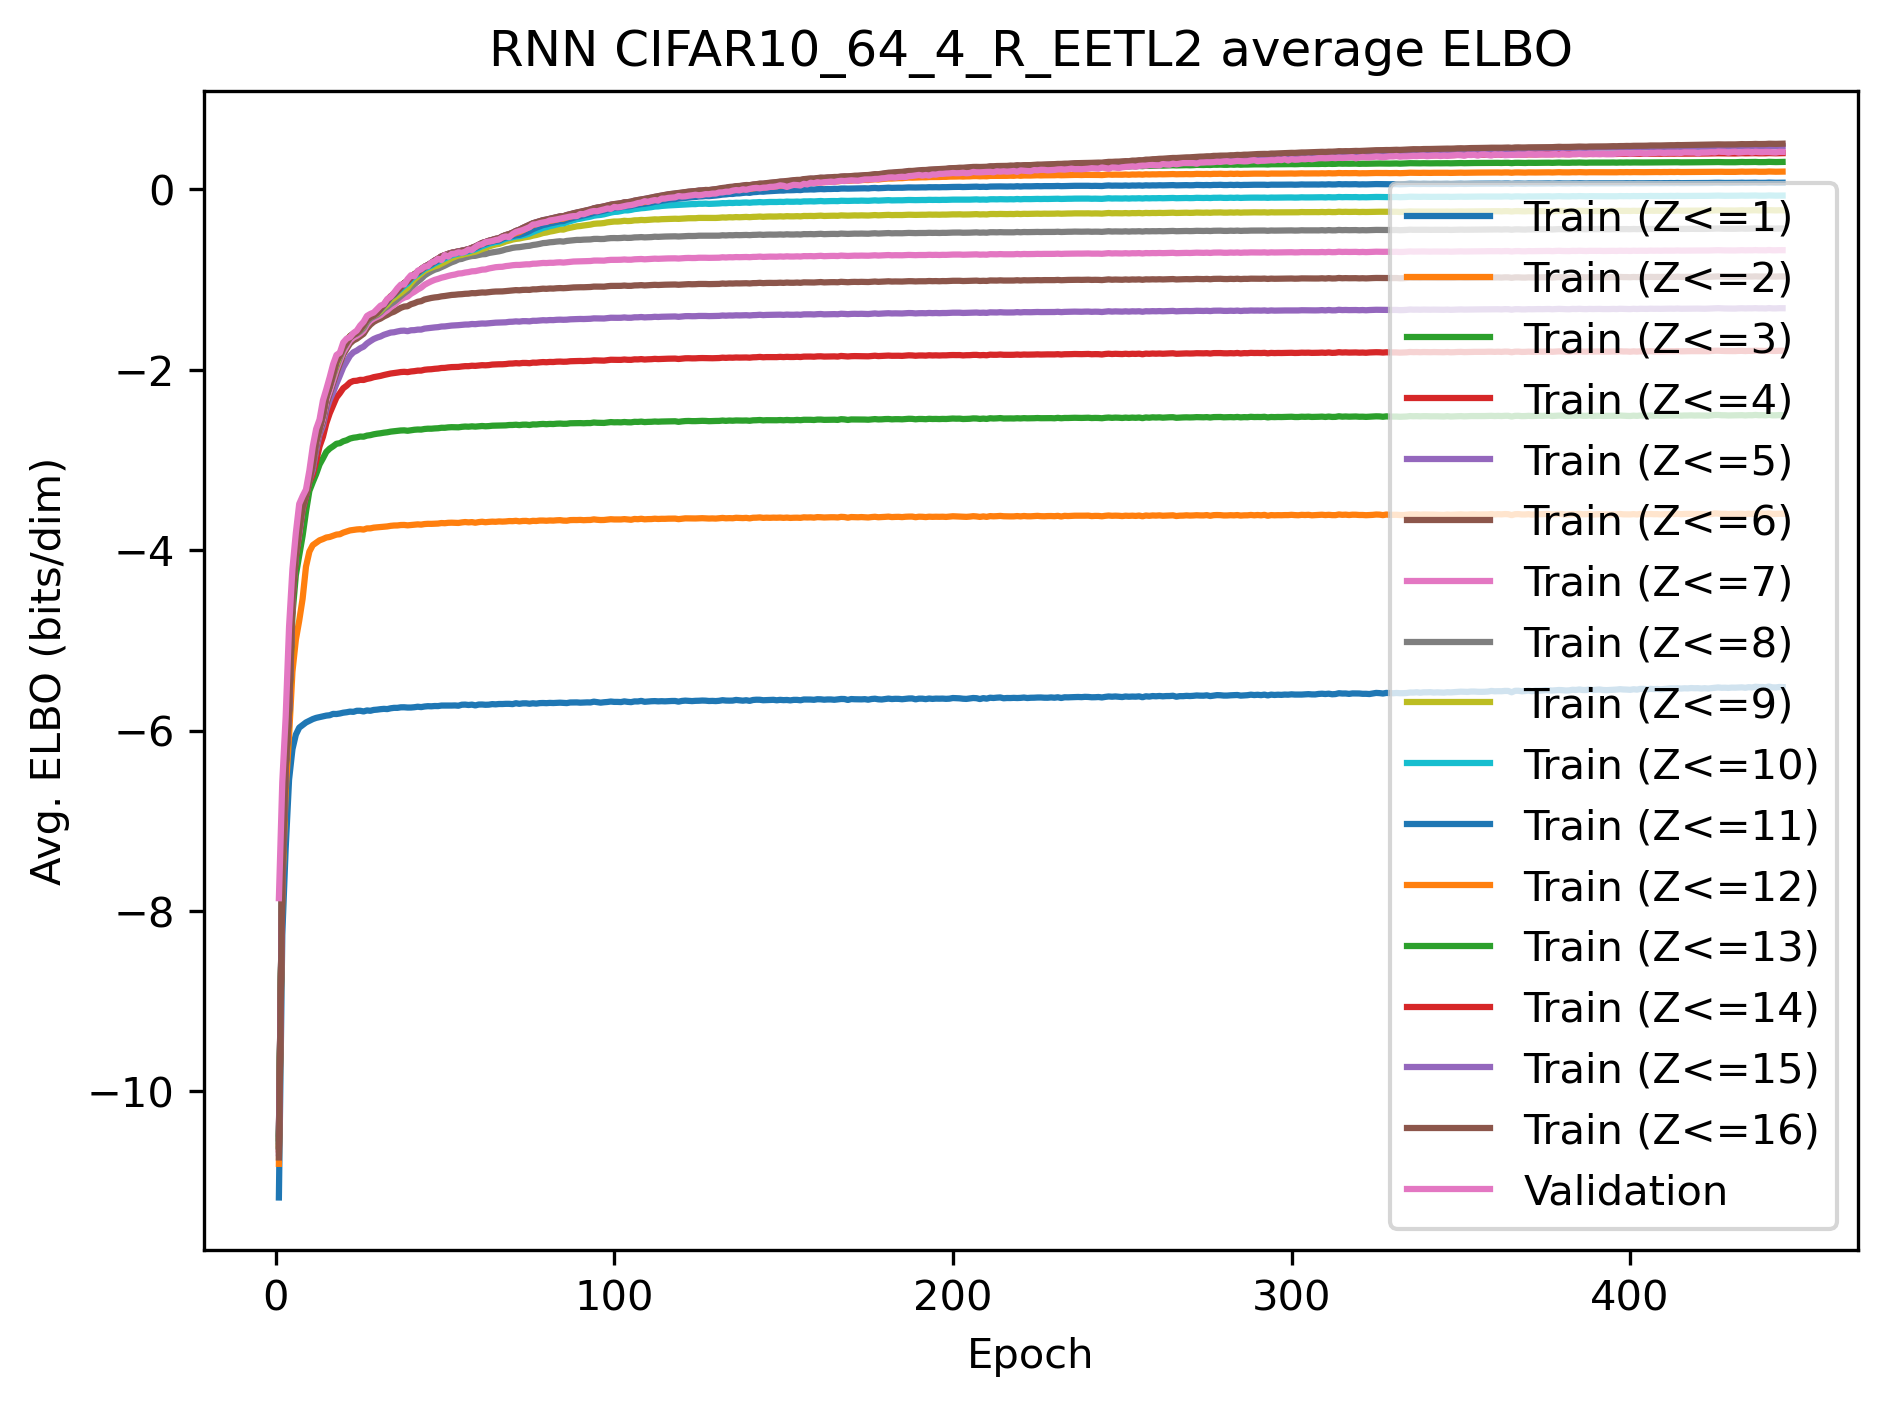 RNN CIFAR10_64_4_R_EETL2 average ELBO
Avg. ELBO (bits/dim)
0
−2
−4
−6
−8
−10
Train (Z<=1)
Train (Z<=2)
Train (Z<=3)
Train (Z<=4)
Train (Z<=5)
Train (Z<=6)
Train (Z<=7)
Train (Z<=8)
Train (Z<=9)
Train (Z<=10)
Train (Z<=11)
Train (Z<=12)
Train (Z<=13)
Train (Z<=14)
Train (Z<=15)
Train (Z<=16)
Validation
0 100 200 300 400
Epoch